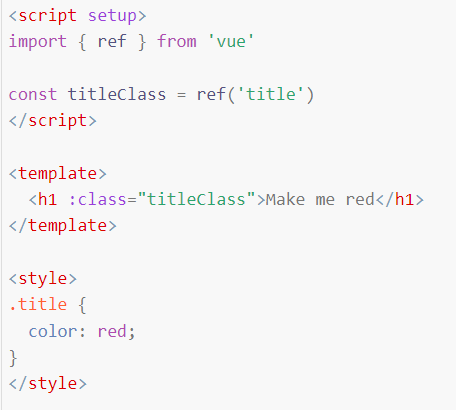 <script setup>
import { ref } from 'vue'

const titleClass = ref('title')
</script>

<template>
  <h1 :class="titleClass">Make me red</h1>
</template>

<style>
.title {
  color: red;
}
</style>